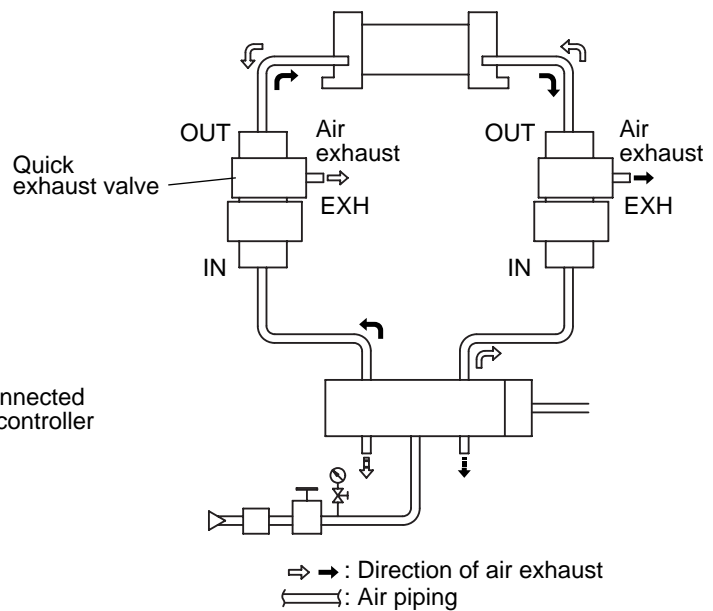 OUT
Air
exhaust
Quick
exhaust valve
EXH
IN
OUT
Air
exhaust
EXH
IN
controller
: Direction of air exhaust
: Air piping